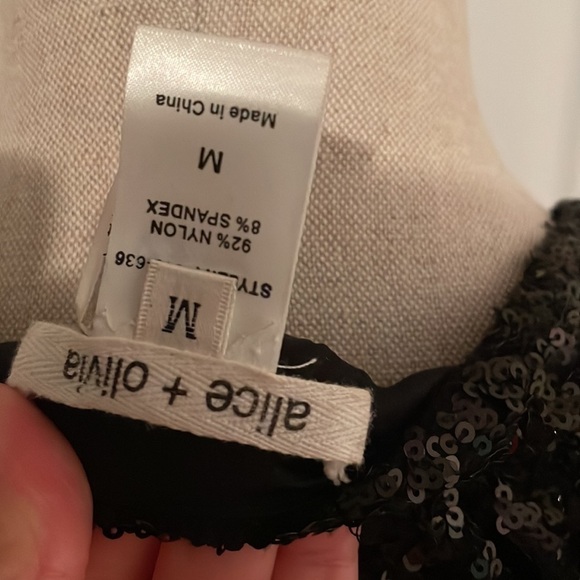 alice + olivia
M
92% NYLON
8% SPANDEX
M
Made in China